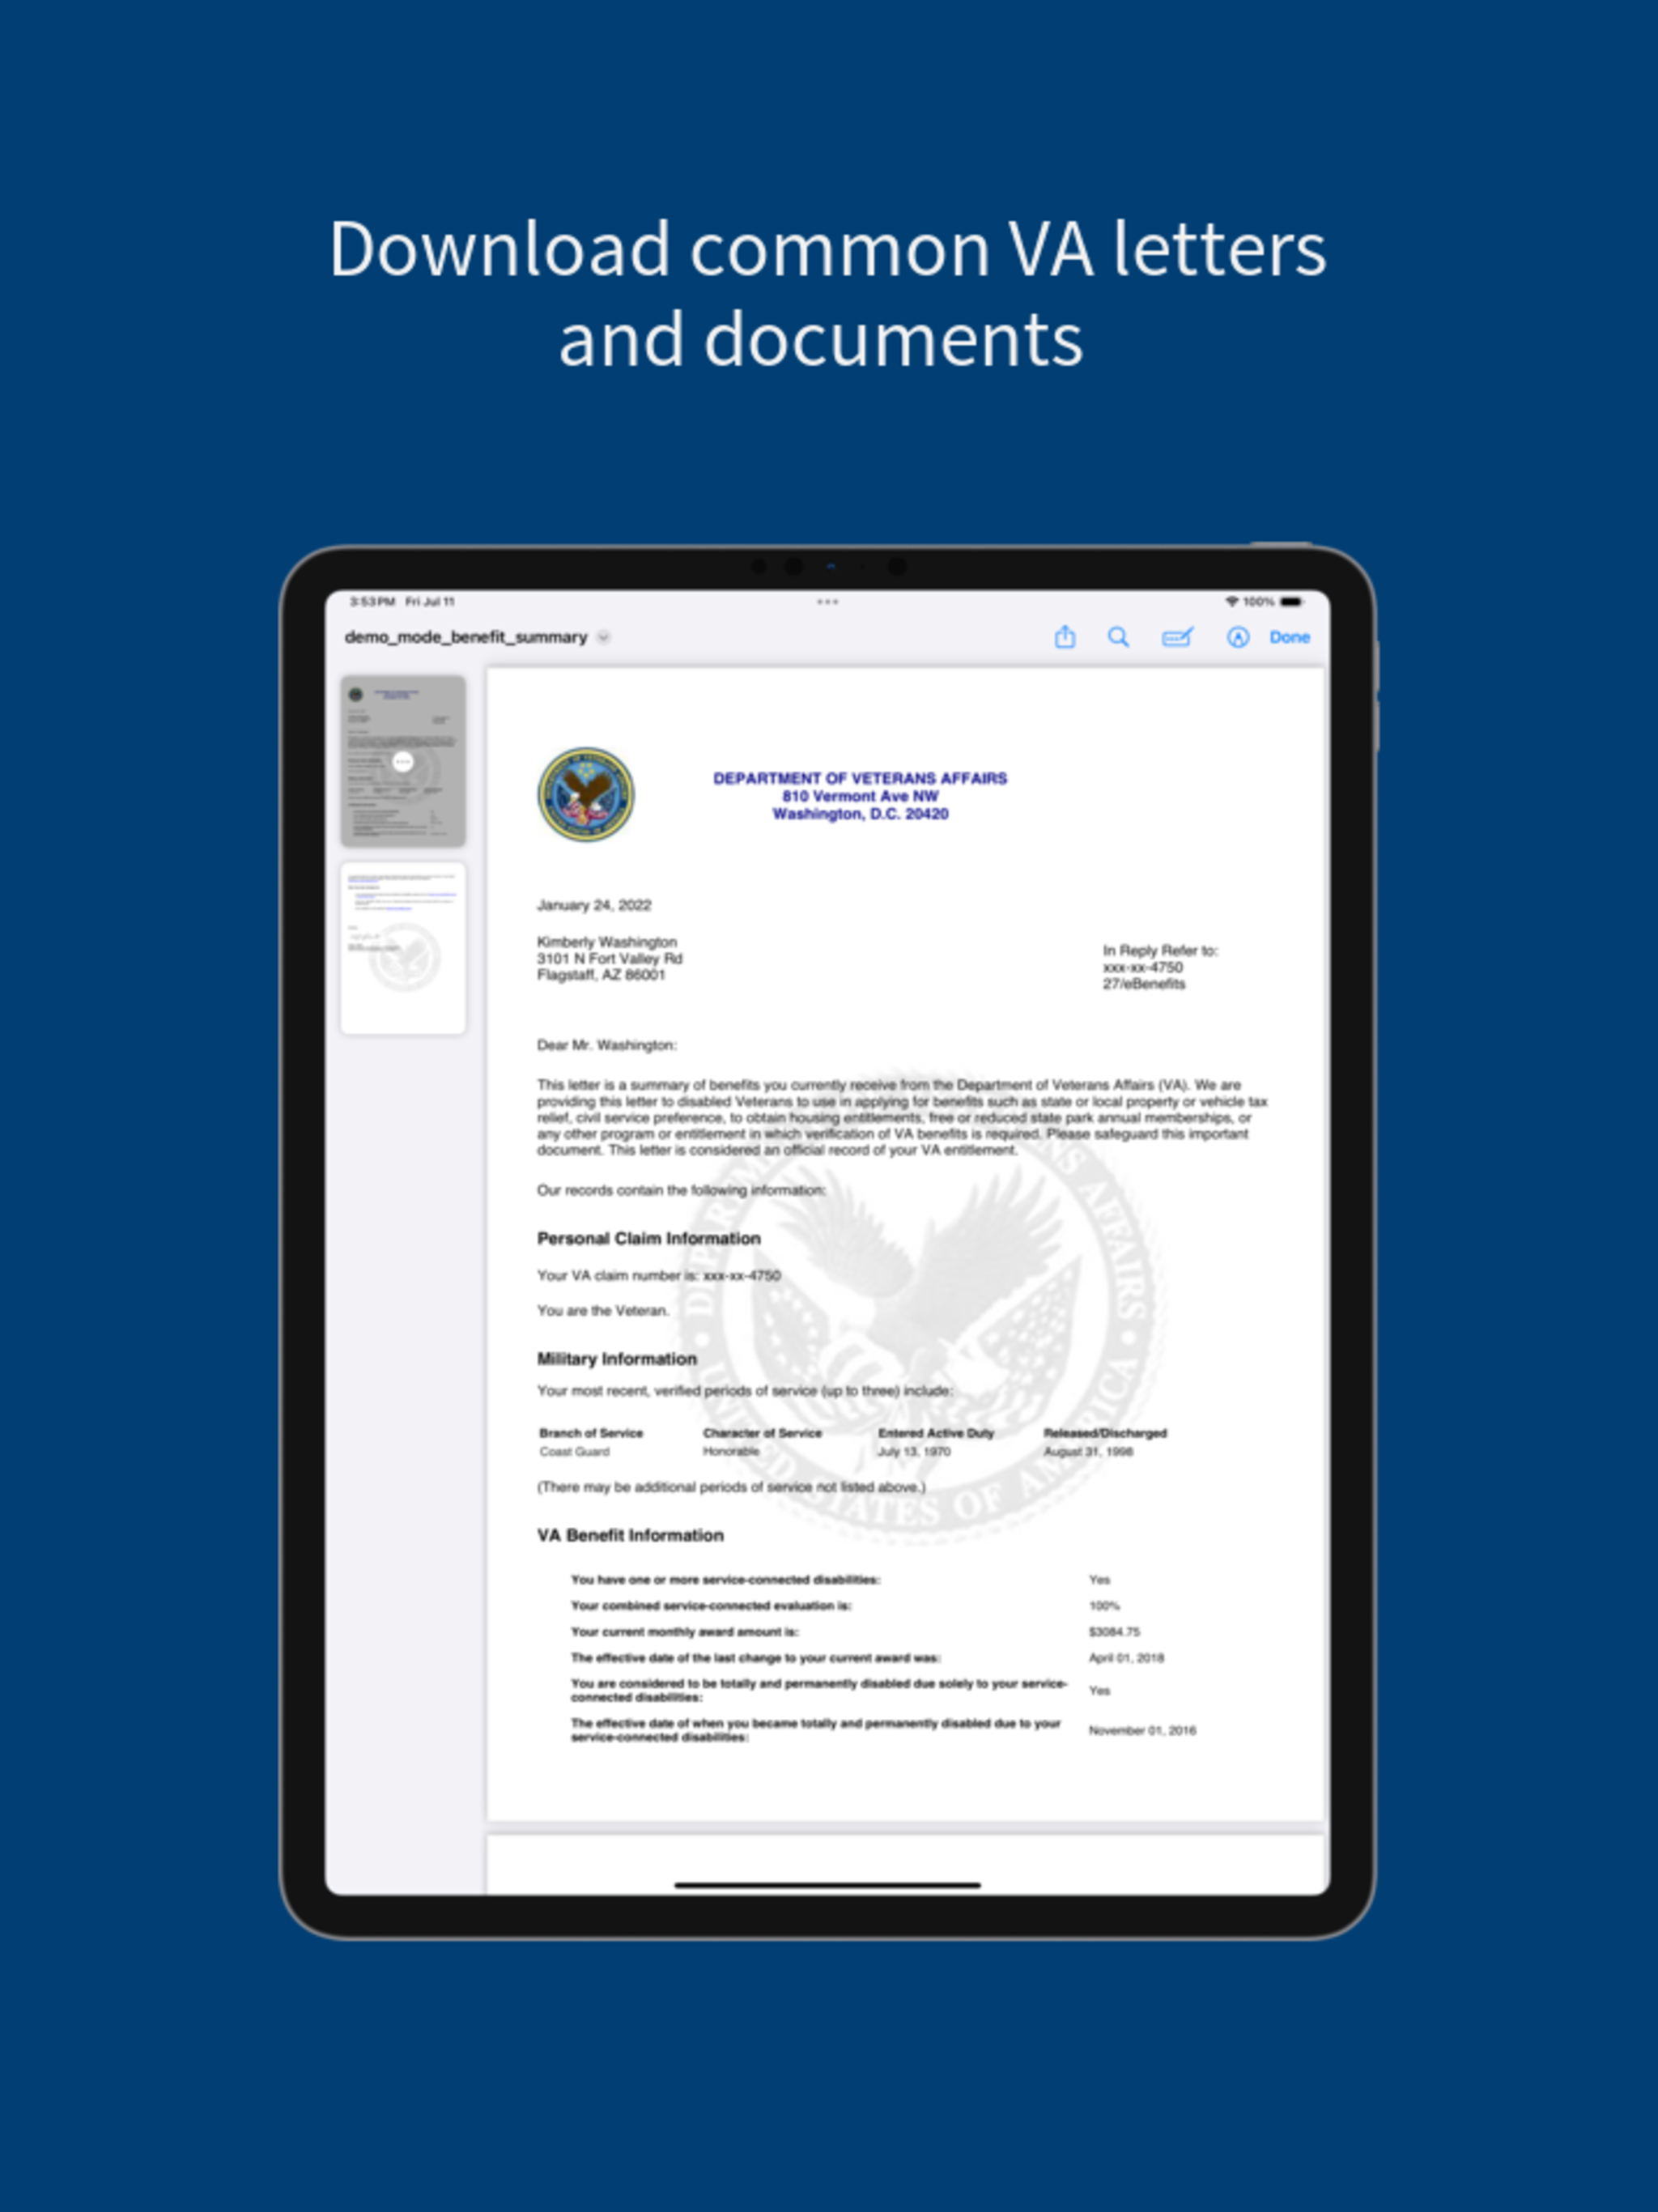 Download common VA letters
and documents
3:53 PM Fri Jul 11
100%
demo_mode_benefit_summary
Done
DEPARTMENT OF VETERANS AFFAIRS
810 Vermont Ave NW
Washington, D.C. 20420
January 24, 2022
Kimberly Washington
3101 N Fort Valley Rd
Flagstaff, AZ 86001
In Reply Refer to:
xxx-xx-4750
27/eBenefits
Dear Mr. Washington:
This letter is a summary of benefits you currently receive from the Department of Veterans Affairs (VA). We are
providing this letter to disabled Veterans to use in applying for benefits such as state or local property or vehicle tax
relief, civil service preference, to obtain housing entitlements, free or reduced state park annual memberships, or
any other program or entitlement in which verification of VA benefits is required. Please safeguard this important
document. This letter is considered an official record of your VA entitlement.
Our records contain the following information:
Personal Claim Information
Your VA claim number is: xxx-xx-4750
You are the Veteran.
Military Information
Your most recent, verified periods of service (up to three) include:
Branch of Service Character of Service Entered Active Duty Released/Discharged
Coast Guard Honorable July 13, 1970 August 31, 1998
(There may be additional periods of service not listed above.)
VA Benefit Information
You have one or more service-connected disabilities: Yes
Your combined service-connected evaluation is: 100%
Your current monthly award amount is: $3084.75
The effective date of the last change to your current award was: April 01, 2018
You are considered to be totally and permanently disabled due solely to your service-
connected disabilities: Yes
The effective date of when you became totally and permanently disabled due to your
service-connected disabilities: November 01, 2016